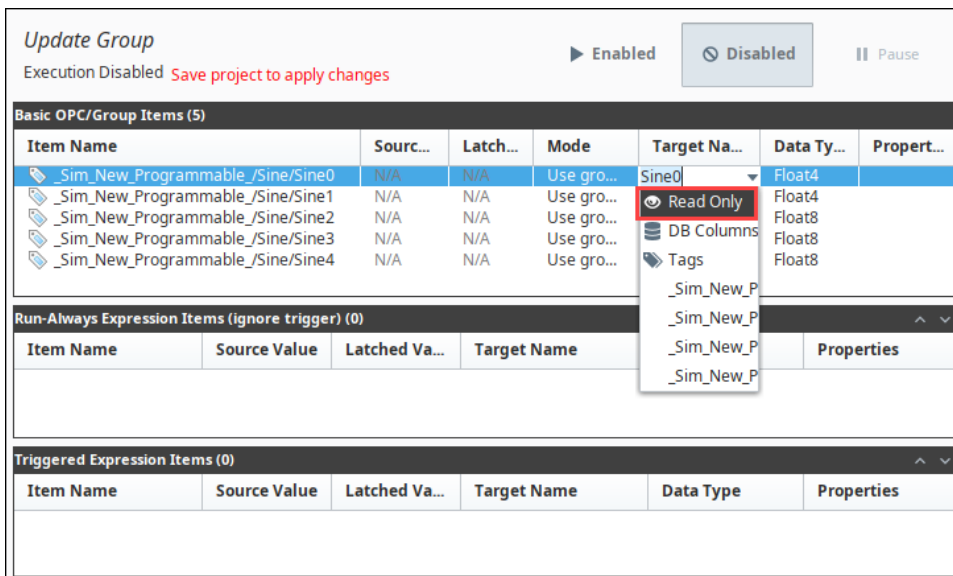 Update Group
Enabled
Disabled
Pause
Execution Disabled Save project to apply changes
Basic OPC/Group Items (5)
Item Name Sourc... Latch... Mode Target Na... Data Ty... Propert...
_Sim_New_Programmable_/Sine/Sine0 N/A N/A Use gro... Sine0 Float4
_Sim_New_Programmable_/Sine/Sine1 N/A N/A Use gro... Float4
_Sim_New_Programmable_/Sine/Sine2 N/A N/A Use gro... Float8
_Sim_New_Programmable_/Sine/Sine3 N/A N/A Use gro... Float8
_Sim_New_Programmable_/Sine/Sine4 N/A N/A Use gro... Float8
Read Only
DB Columns
Tags
_Sim_New_P
_Sim_New_P
_Sim_New_P
_Sim_New_P
Run-Always Expression Items (ignore trigger) (0)
Item Name Source Value Latched Va... Target Name Properties
Triggered Expression Items (0)
Item Name Source Value Latched Va... Target Name Data Type Properties